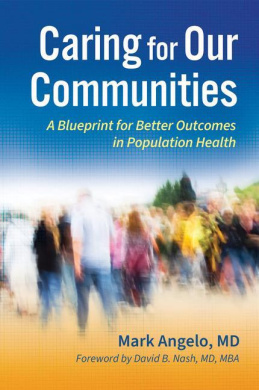 Caring for Our
Communities
A Blueprint for Better Outcomes
in Population Health
Mark Angelo, MD
Foreword by David B. Nash, MD, MBA